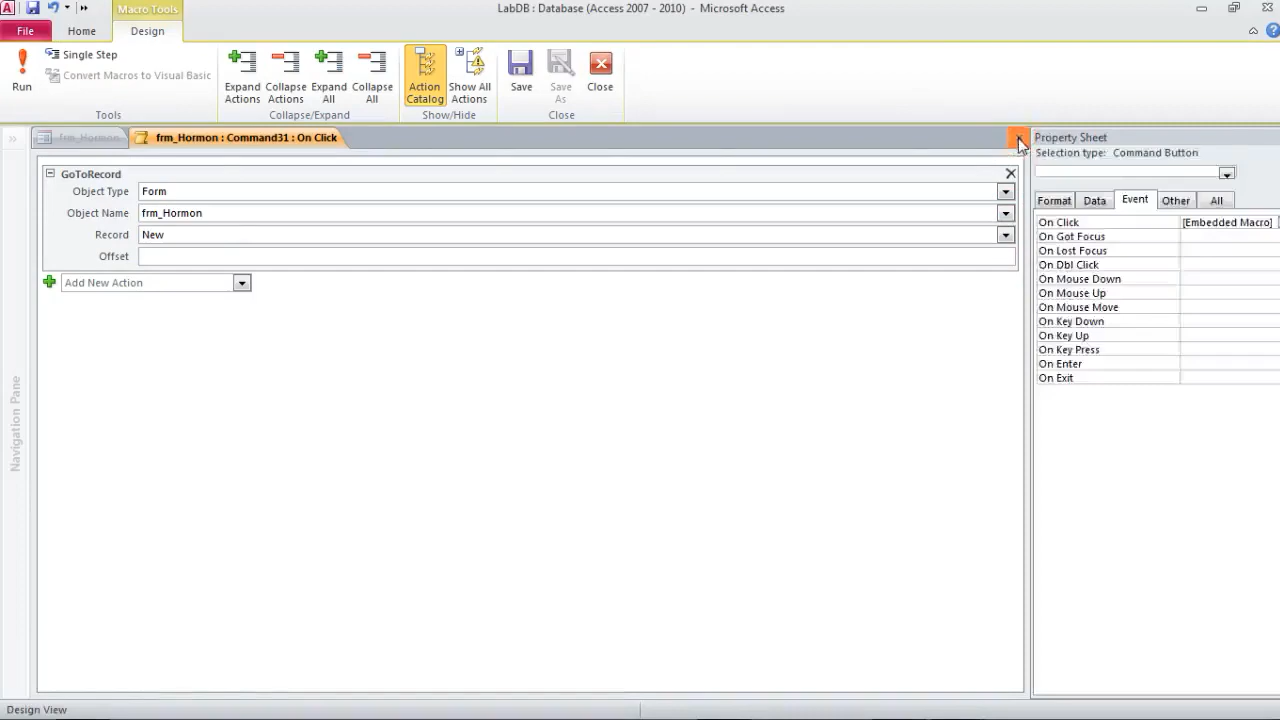 LabDB : Database (Access 2007 - 2010) - Microsoft Access
Macro Tools
File Home Design
Run
Single Step
Convert Macros to Visual Basic
Tools
Expand Actions
Collapse Actions
Expand All
Collapse All
Collapse/Expand
Action Catalog
Show All Actions
Show/Hide
Save
Save As
Close
Close
frm_Hormon
frm_Hormon : Command31 : On Click
GoToRecord
Object Type Form
Object Name frm_Hormon
Record New
Offset
Add New Action
Navigation Pane
Property Sheet
Selection type: Command Button
Format Data Event Other All
On Click [Embedded Macro]
On Got Focus
On Lost Focus
On Dbl Click
On Mouse Down
On Mouse Up
On Mouse Move
On Key Down
On Key Up
On Key Press
On Enter
On Exit
Design View